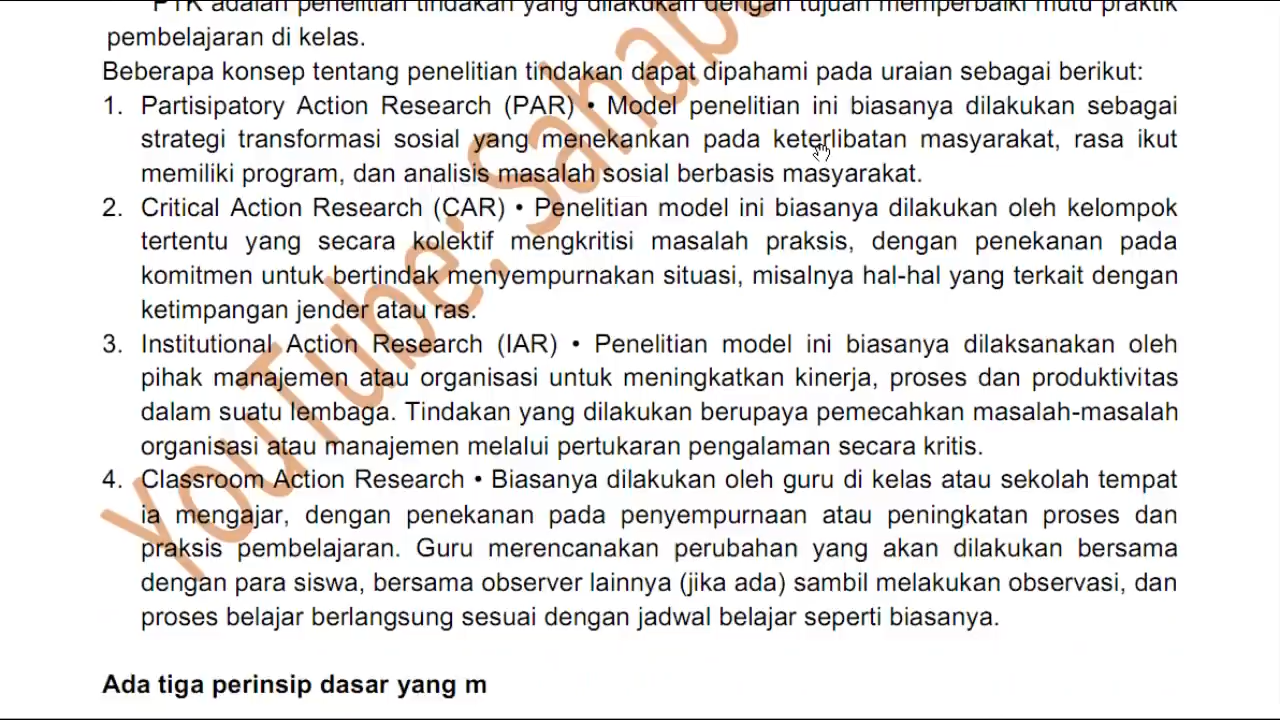 PTK adalah penelitian tindakan yang dilakukan dengan tujuan memperbaiki mutu praktik
pembelajaran di kelas.
Beberapa konsep tentang penelitian tindakan dapat dipahami pada uraian sebagai berikut:
1. Partisipatory Action Research (PAR) • Model penelitian ini biasanya dilakukan sebagai
strategi transformasi sosial yang menekankan pada keterlibatan masyarakat, rasa ikut
memiliki program, dan analisis masalah sosial berbasis masyarakat.
2. Critical Action Research (CAR) • Penelitian model ini biasanya dilakukan oleh kelompok
tertentu yang secara kolektif mengkritisi masalah praksis, dengan penekanan pada
komitmen untuk bertindak menyempurnakan situasi, misalnya hal-hal yang terkait dengan
ketimpangan jender atau ras.
3. Institutional Action Research (IAR) • Penelitian model ini biasanya dilaksanakan oleh
pihak manajemen atau organisasi untuk meningkatkan kinerja, proses dan produktivitas
dalam suatu lembaga. Tindakan yang dilakukan berupaya pemecahkan masalah-masalah
organisasi atau manajemen melalui pertukaran pengalaman secara kritis.
4. Classroom Action Research • Biasanya dilakukan oleh guru di kelas atau sekolah tempat
ia mengajar, dengan penekanan pada penyempurnaan atau peningkatan proses dan
praksis pembelajaran. Guru merencanakan perubahan yang akan dilakukan bersama
dengan para siswa, bersama observer lainnya (jika ada) sambil melakukan observasi, dan
proses belajar berlangsung sesuai dengan jadwal belajar seperti biasanya.
Ada tiga perinsip dasar yang m
YouTube;